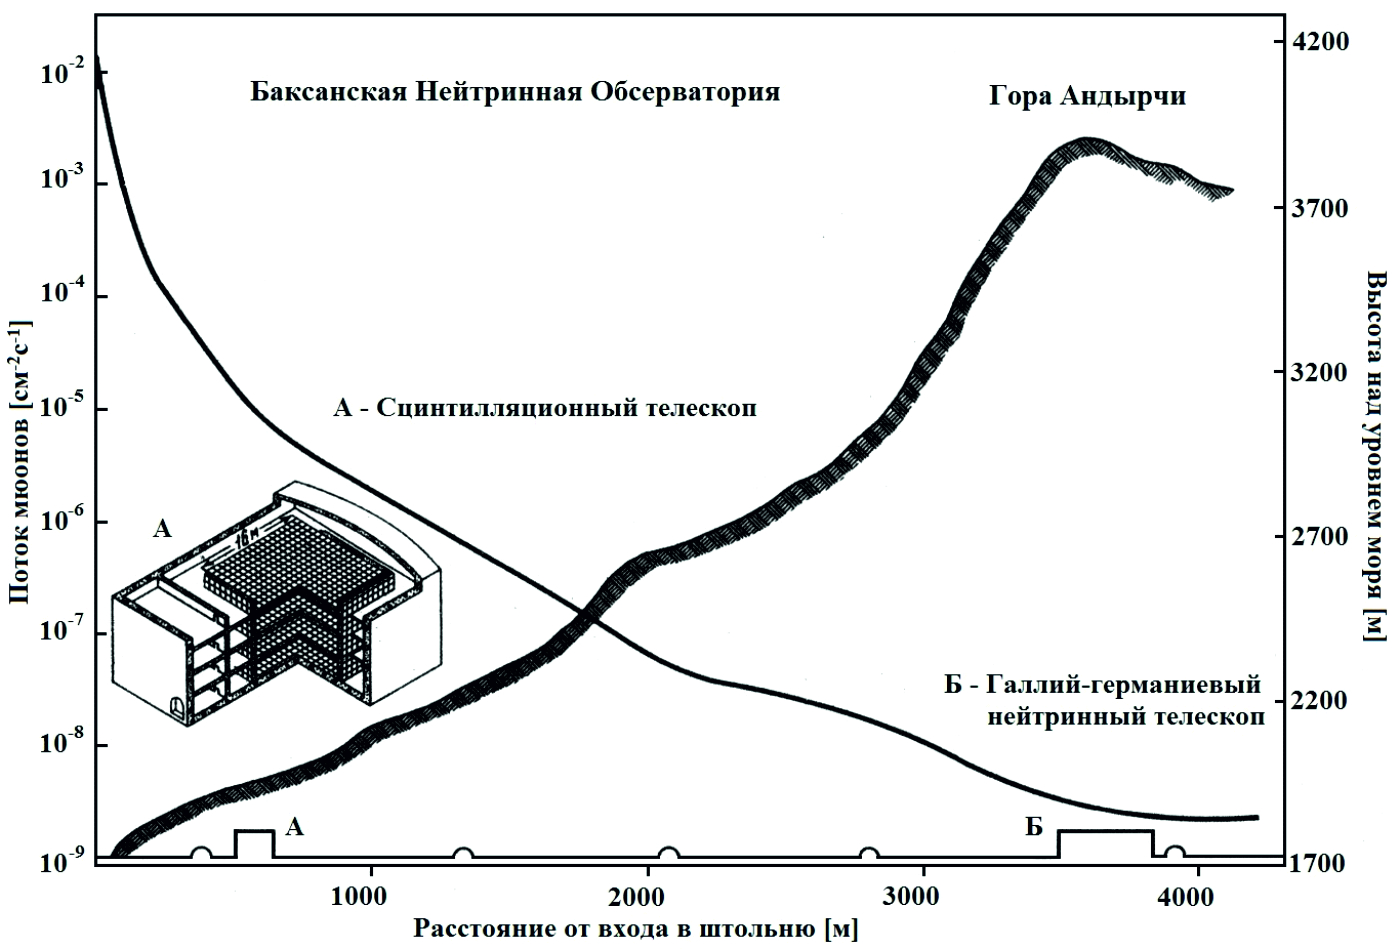 Баксанская Нейтринная Обсерватория
Гора Андырчи
А - Сцинтилляционный телескоп
А
16 м
Б - Галлий-германиевый
нейтринный телескоп
А
Б
Поток мюонов [см-2с-1]
10-2
10-3
10-4
10-5
10-6
10-7
10-8
10-9
4200
3700
3200
2700
2200
1700
Высота над уровнем моря [м]
1000
2000
3000
4000
Расстояние от входа в штольню [м]